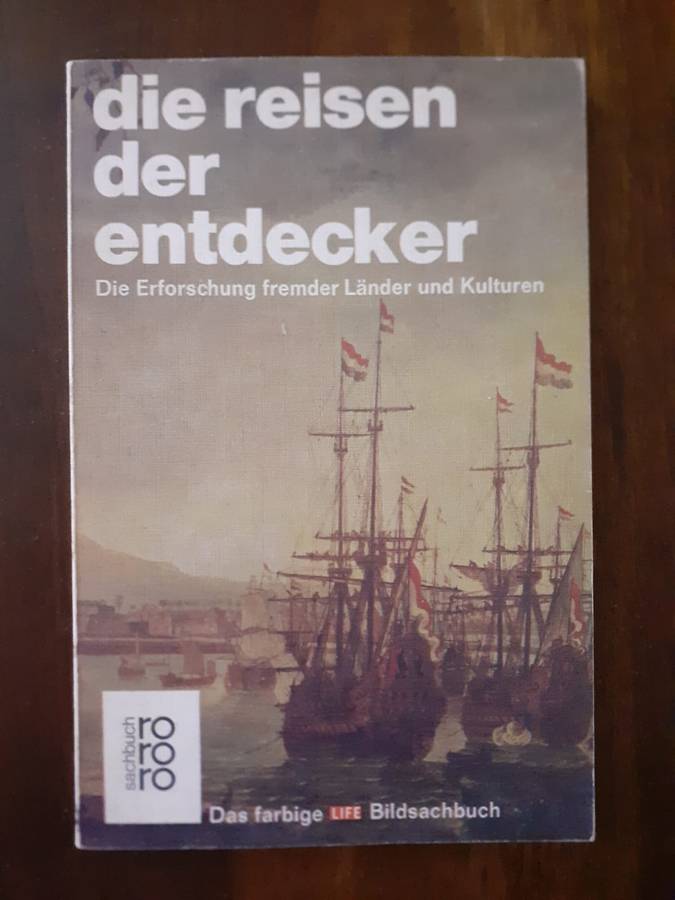 die reisen
der
entdecker
Die Erforschung fremder Länder und Kulturen
sachbuch
ro
ro
ro
Das farbige LIFE Bildsachbuch